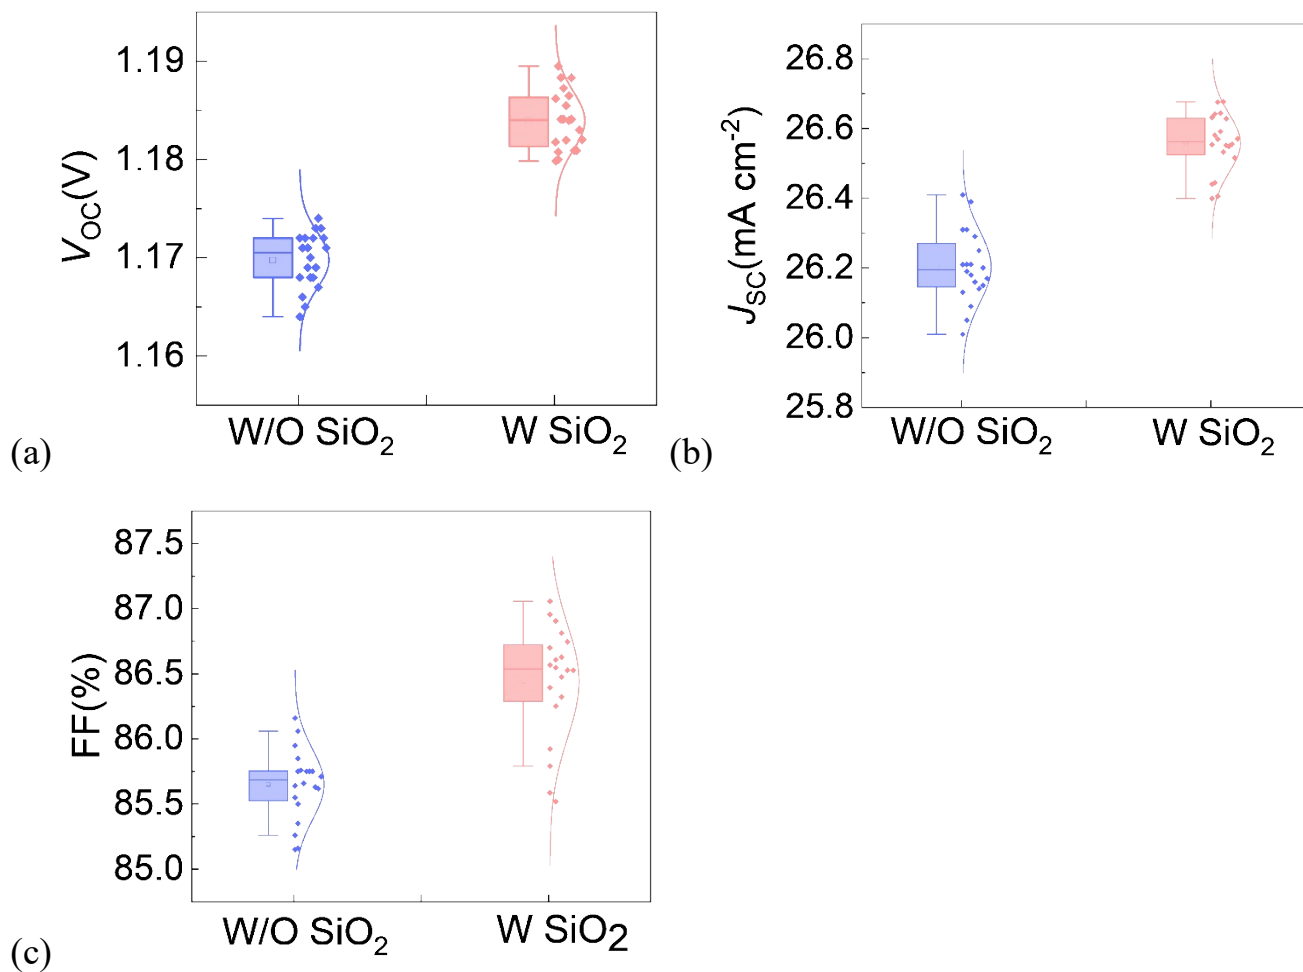 1.19
1.18
1.17
1.16
V_OC(V)
W/O SiO₂ W SiO₂
(a)
26.8
26.6
26.4
26.2
26.0
25.8
J_SC(mA cm⁻²)
W/O SiO₂ W SiO₂
(b)
87.5
87.0
86.5
86.0
85.5
85.0
FF(%)
W/O SiO₂ W SiO2
(c)